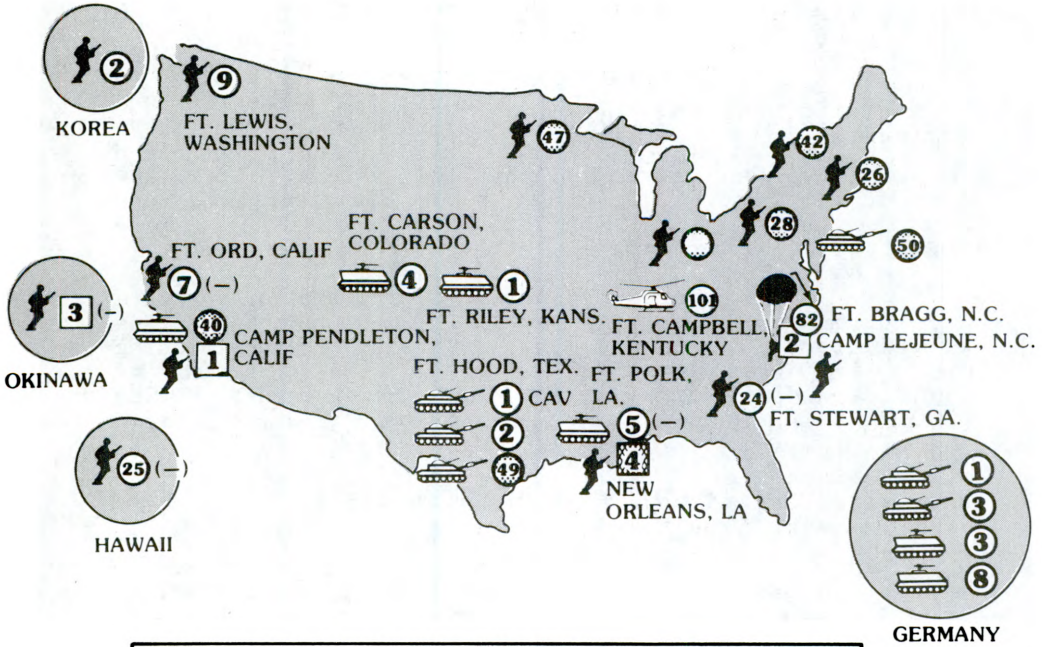 2
KOREA
9
FT. LEWIS,
WASHINGTON
47
42
26
28
50
FT. CARSON,
COLORADO
4
1
FT. RILEY, KANS.
FT. ORD, CALIF
7 (–)
3 (–)
OKINAWA
40
1
CAMP PENDLETON,
CALIF
101
FT. CAMPBELL,
KENTUCKY
82
FT. BRAGG, N.C.
2
CAMP LEJEUNE, N.C.
FT. HOOD, TEX.
1 CAV
2
49
FT. POLK,
LA.
5 (–)
4
NEW
ORLEANS, LA
24 (–)
FT. STEWART, GA.
25 (–)
HAWAII
1
3
3
8
GERMANY